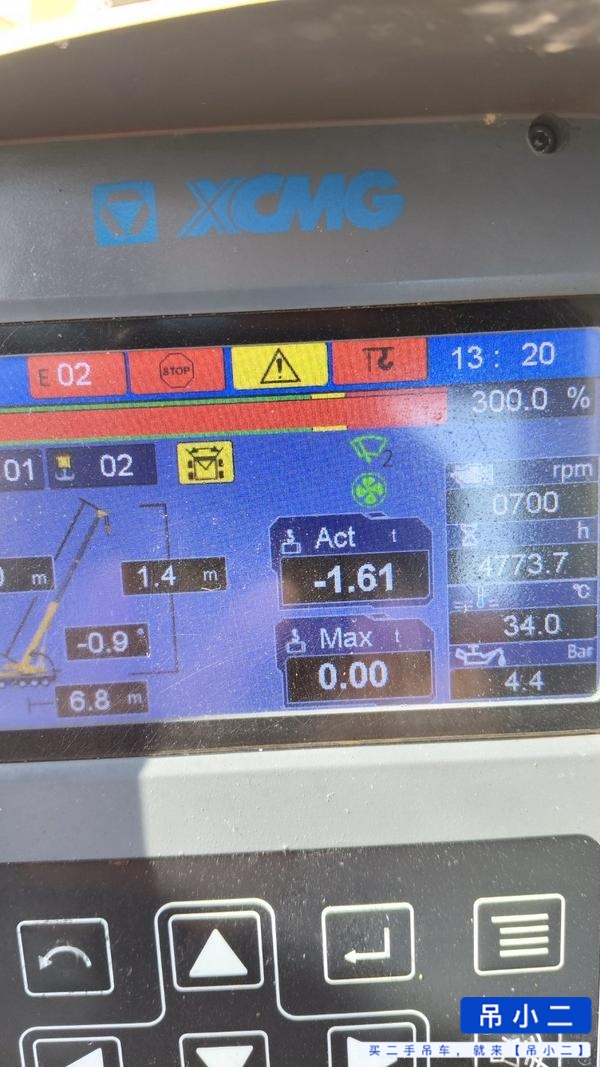 XCMG
E 02
STOP
13: 20
300.0 %
01
02
2
rpm
0700
h
4773.7
°C
34.0
Bar
4.4
Act t
-1.61
Max t
0.00
m
1.4 m
-0.9 °
6.8 m
吊小二
买二手吊车，就来【吊小二】